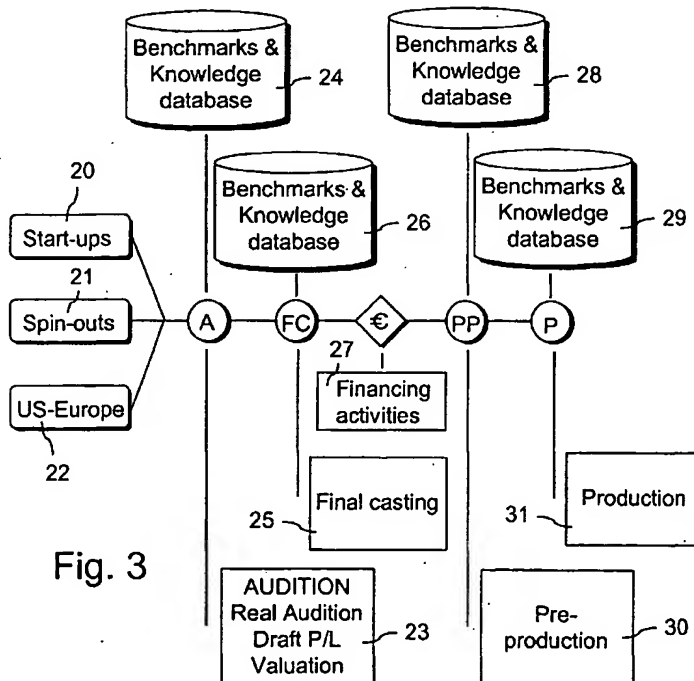 Benchmarks &
Knowledge
database
24
Benchmarks &
Knowledge
database
28
Benchmarks &
Knowledge
database
26
Benchmarks &
Knowledge
database
29
20
Start-ups
21
Spin-outs
US-Europe
22
A
FC
€
PP
P
27
Financing
activities
Final casting
25
Production
31
Fig. 3
AUDITION
Real Audition
Draft P/L
Valuation
23
Pre-
production
30